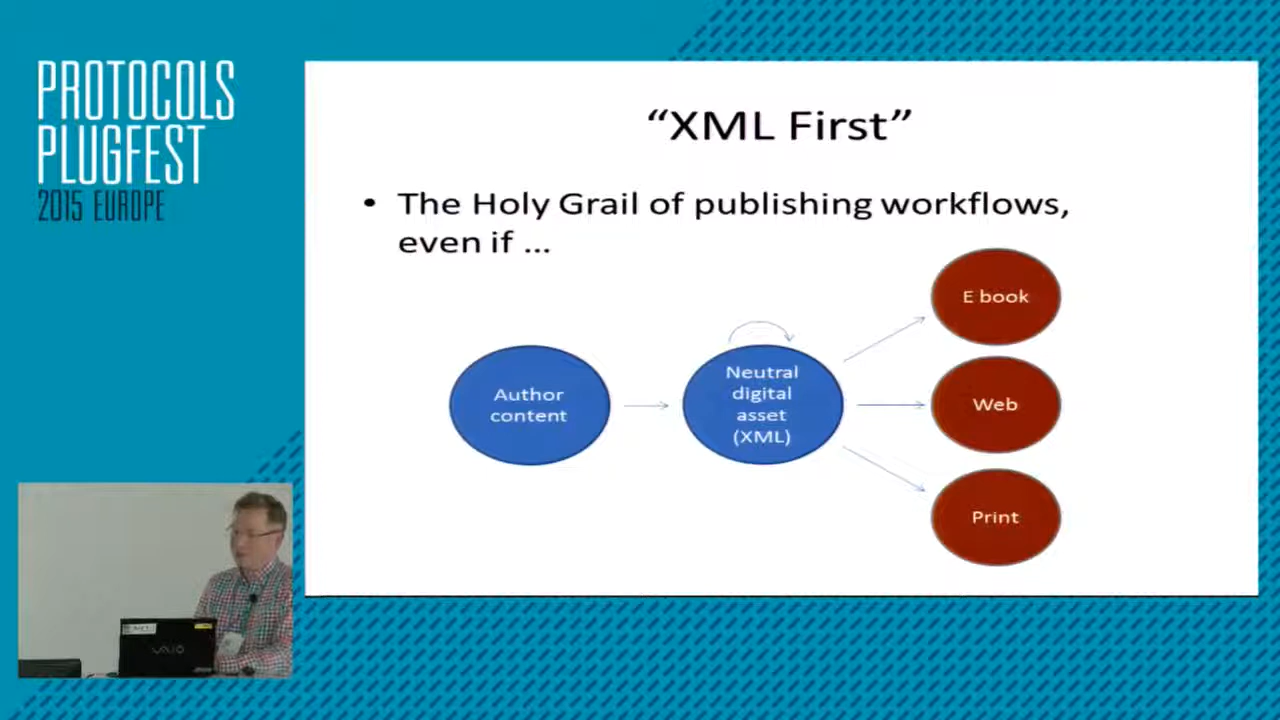 PROTOCOLS
PLUGFEST
2015 EUROPE
“XML First”
• The Holy Grail of publishing workflows,
even if ...
E book
Neutral
digital
asset
(XML)
Author
content
Web
Print
VAIO